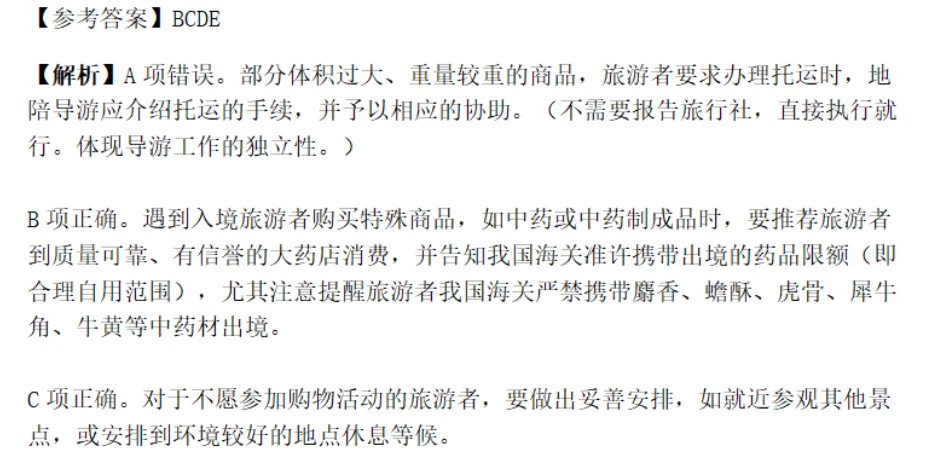 【参考答案】BCDE
【解析】A 项错误。部分体积过大、重量较重的商品，旅游者要求办理托运时，地
陪导游应介绍托运的手续，并予以相应的协助。（不需要报告旅行社，直接执行就
行。体现导游工作的独立性。）
B 项正确。遇到入境旅游者购买特殊商品，如中药或中药制成品时，要推荐旅游者
到质量可靠、有信誉的大药店消费，并告知我国海关准许携带出境的药品限额（即
合理自用范围），尤其注意提醒旅游者我国海关严禁携带麝香、蟾酥、虎骨、犀牛
角、牛黄等中药材出境。
C 项正确。对于不愿参加购物活动的旅游者，要做出妥善安排，如就近参观其他景
点，或安排到环境较好的地点休息等候。